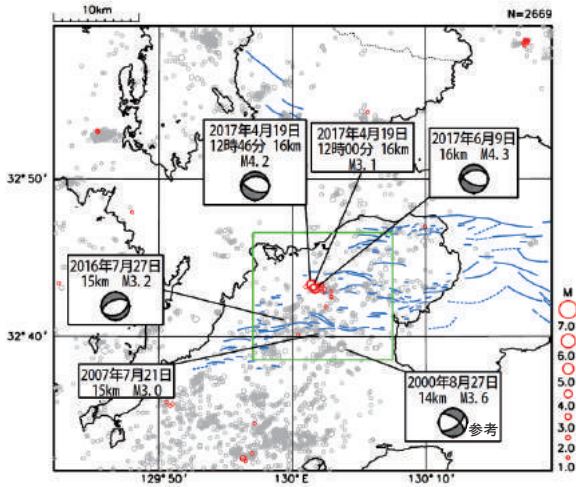 10km
N=2669
2017年4月19日
12時46分 16km
M4.2
2017年4月19日
12時00分 16km
M3.1
2017年6月9日
16km M4.3
32°50'
2016年7月27日
15km M3.2
32°40'
2007年7月21日
15km M3.0
2000年8月27日
14km M3.6
参考
M
7.0
6.0
5.0
4.0
3.0
2.0
1.0
129°50'
130°E
130°10'